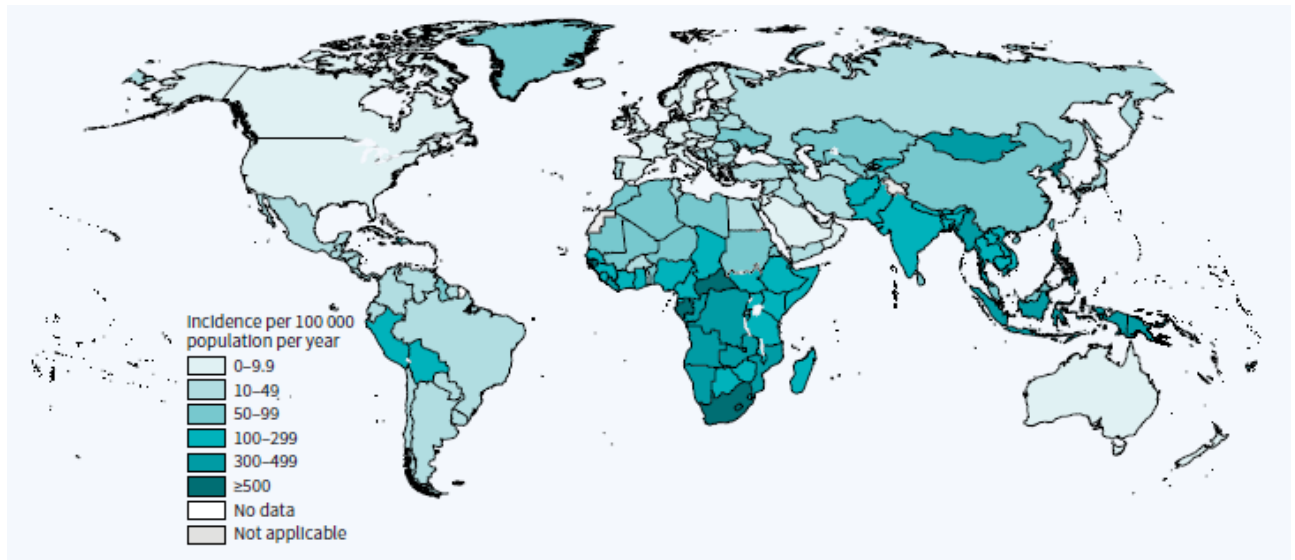 Incidence per 100 000
population per year
0–9.9
10–49
50–99
100–299
300–499
≥500
No data
Not applicable